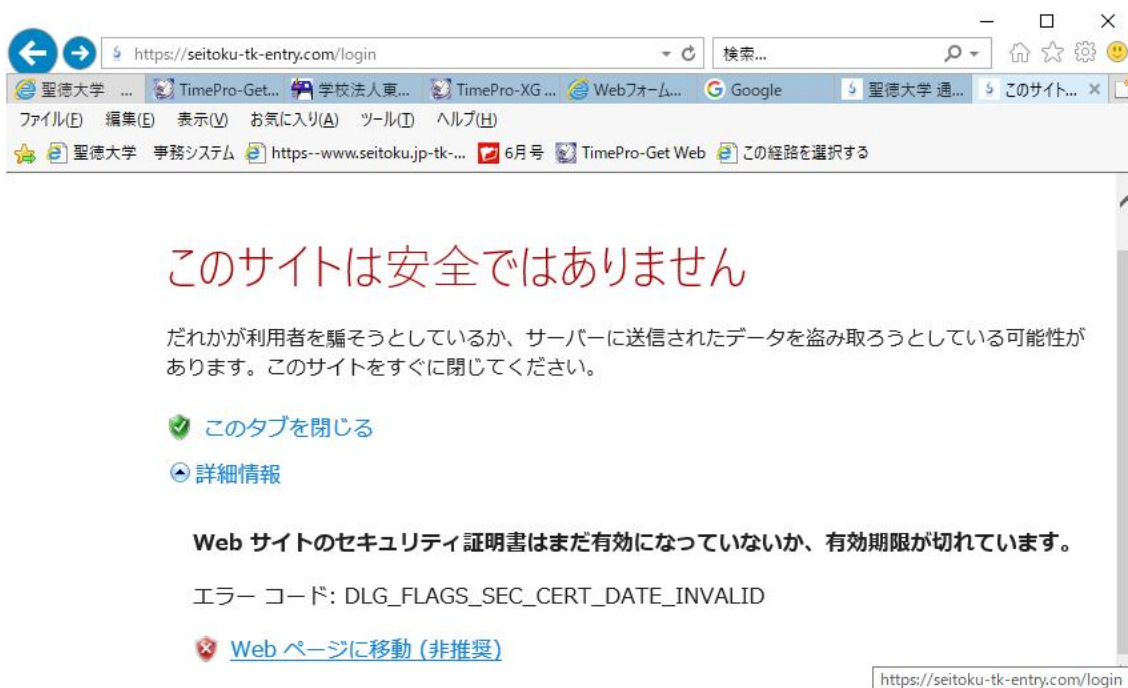 https://seitoku-tk-entry.com/login
検索...
聖徳大学 ...
TimePro-Get...
学校法人東...
TimePro-XG ...
Webフォーム...
Google
聖徳大学 通...
このサイト...
ファイル(F) 編集(E) 表示(V) お気に入り(A) ツール(T) ヘルプ(H)
聖徳大学 事務システム https--www.seitoku.jp-tk-... 6月号 TimePro-Get Web この経路を選択する
このサイトは安全ではありません
だれかが利用者を騙そうとしているか、サーバーに送信されたデータを盗み取ろうとしている可能性が
あります。このサイトをすぐに閉じてください。
このタブを閉じる
詳細情報
Web サイトのセキュリティ証明書はまだ有効になっていないか、有効期限が切れています。
エラー コード: DLG_FLAGS_SEC_CERT_DATE_INVALID
Web ページに移動 (非推奨)
https://seitoku-tk-entry.com/login